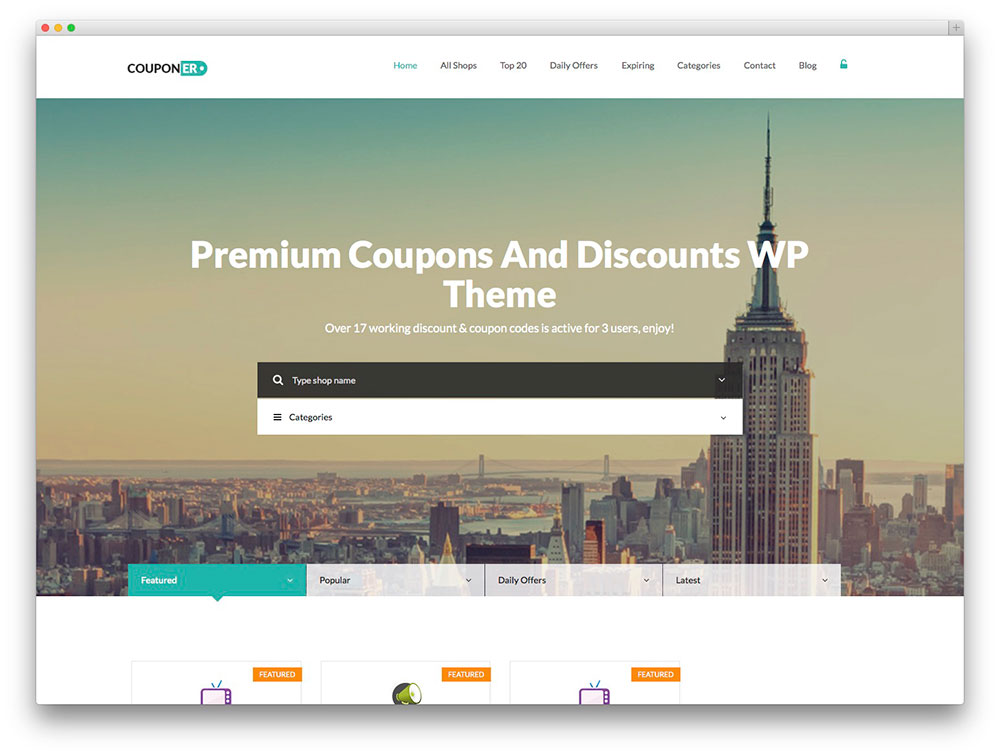 COUPONER
Home All Shops Top 20 Daily Offers Expiring Categories Contact Blog
Premium Coupons And Discounts WP
Theme
Over 17 working discount & coupon codes is active for 3 users, enjoy!
Type shop name
Categories
Featured Popular Daily Offers Latest
FEATURED FEATURED FEATURED